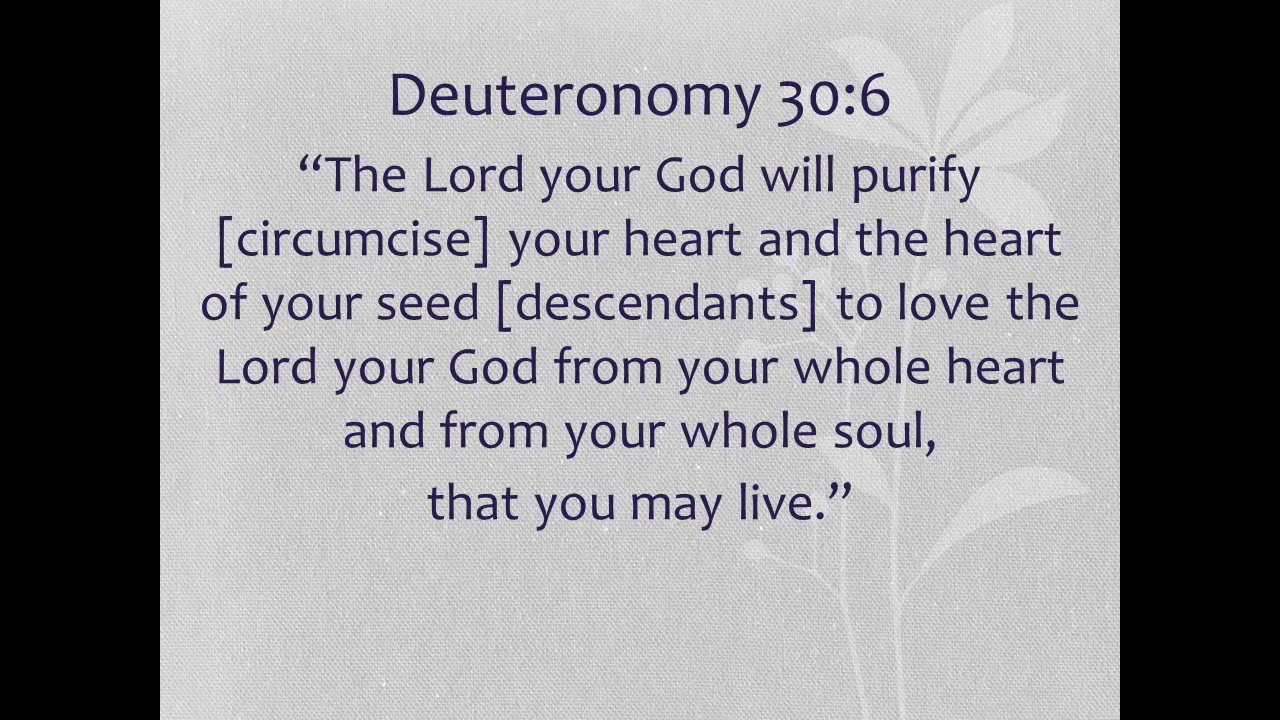 Deuteronomy 30:6
“The Lord your God will purify
[circumcise] your heart and the heart
of your seed [descendants] to love the
Lord your God from your whole heart
and from your whole soul,
that you may live.”